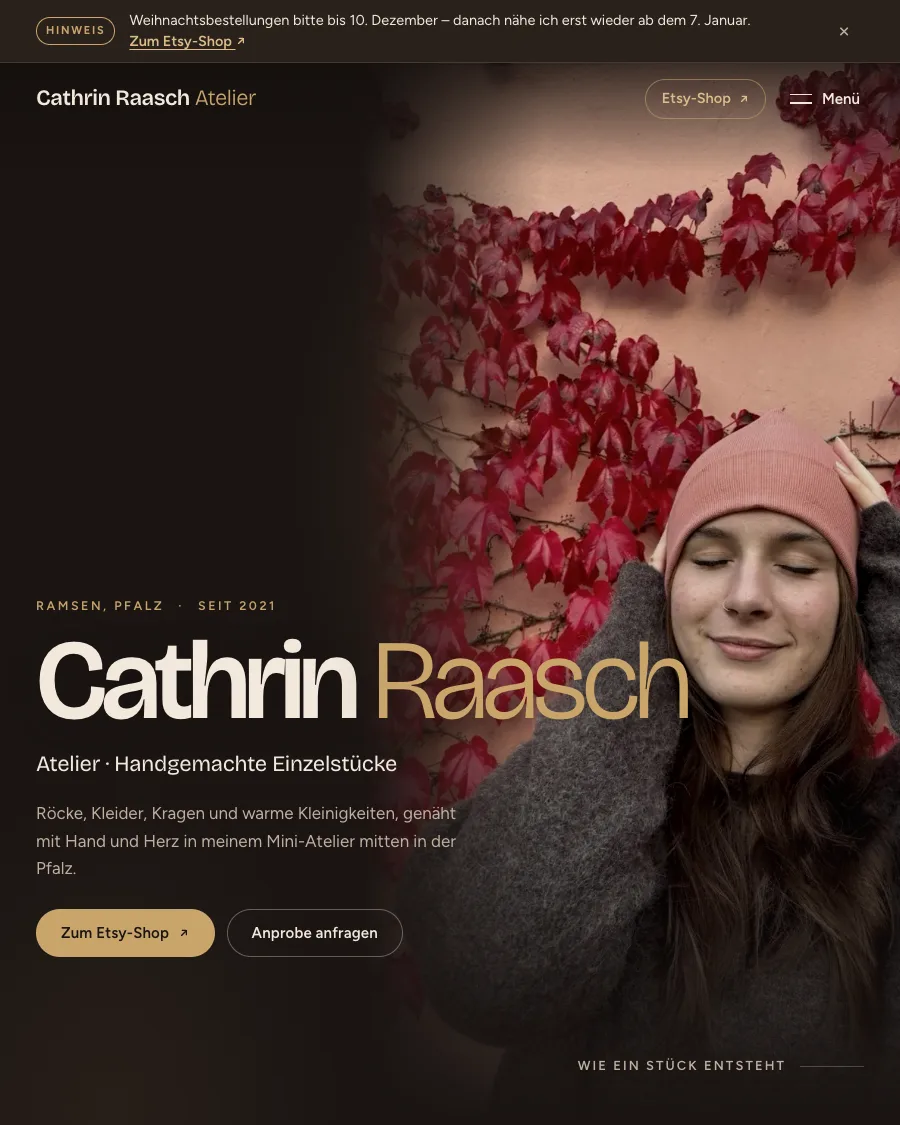 HINWEIS
Weihnachtsbestellungen bitte bis 10. Dezember – danach nähe ich erst wieder ab dem 7. Januar.
Zum Etsy-Shop ↗
×
Cathrin Raasch Atelier
Etsy-Shop ↗
Menü
RAMSEN, PFALZ · SEIT 2021
Cathrin Raasch
Atelier · Handgemachte Einzelstücke
Röcke, Kleider, Kragen und warme Kleinigkeiten, genäht
mit Hand und Herz in meinem Mini-Atelier mitten in der
Pfalz.
Zum Etsy-Shop ↗
Anprobe anfragen
WIE EIN STÜCK ENTSTEHT